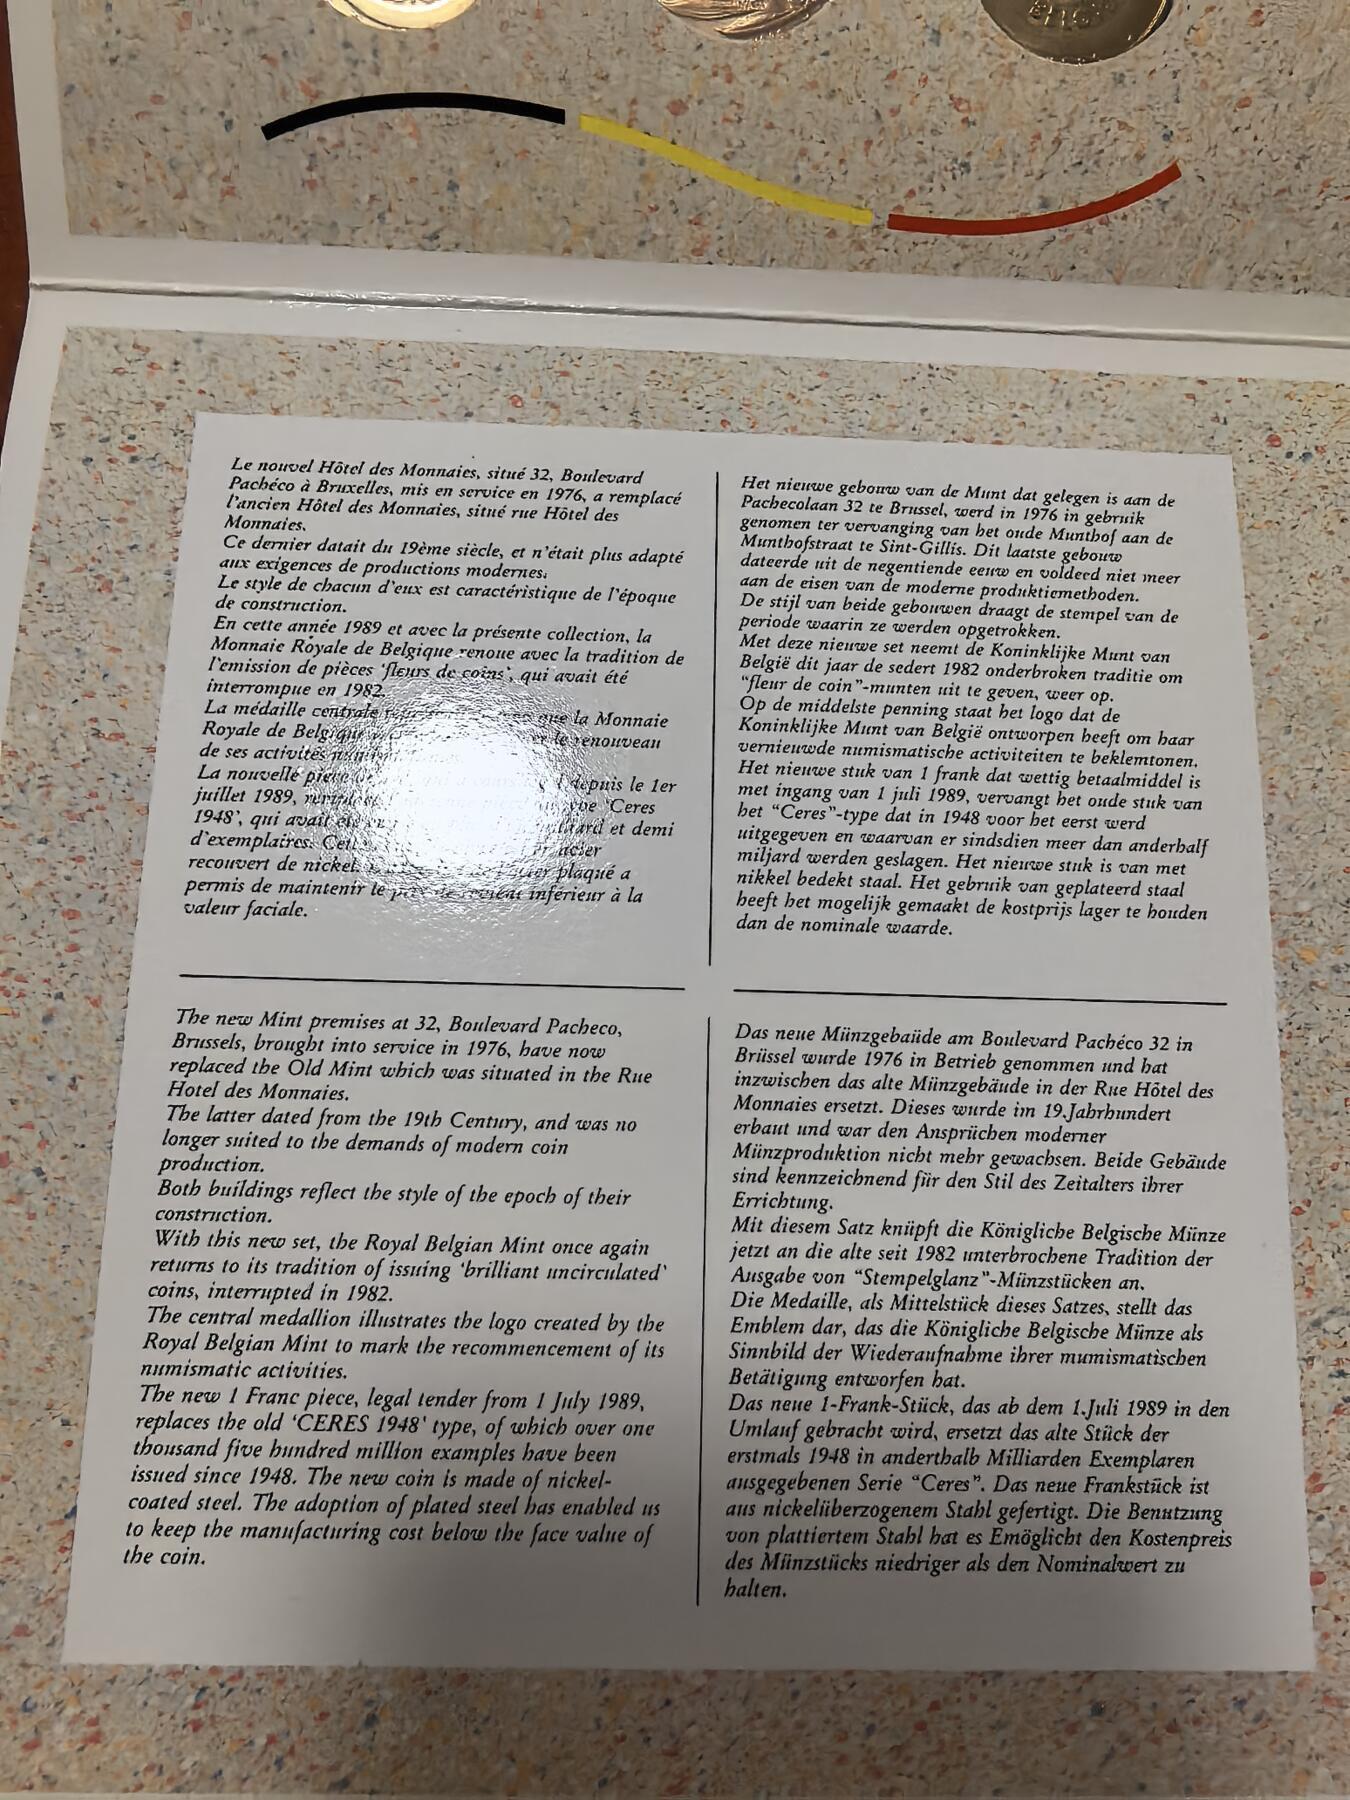 Le nouvel Hôtel des Monnaies, situé 32, Boulevard
Pachéco à Bruxelles, mis en service en 1976, a remplacé
l'ancien Hôtel des Monnaies, situé rue Hôtel des
Monnaies.
Ce dernier datait du 19ème siècle, et n'était plus adapté
aux exigences de productions modernes.
Le style de chacun d'eux est caractéristique de l'époque
de construction.
En cette année 1989 et avec la présente collection, la
Monnaie Royale de Belgique renoue avec la tradition de
l'emission de pièces 'fleurs de coins', qui avait été
interrompue en 1982.
La médaille centrale que la Monnaie
Royale de Belgique le renouveau
de ses activités
La nouvelle pièce depuis le 1er
juillet 1989, 'Ceres
1948', qui avait et demi
d'exemplaires. acier
recouvert de nickel. plaqué a
permis de maintenir le prix de revient inférieur à la
valeur faciale.
Het nieuwe gebouw van de Munt dat gelegen is aan de
Pachecolaan 32 te Brussel, werd in 1976 in gebruik
genomen ter vervanging van het oude Munthof aan de
Munthofstraat te Sint-Gillis. Dit laatste gebouw
dateerde uit de negentiende eeuw en voldeed niet meer
aan de eisen van de moderne produktiemethoden.
De stijl van beide gebouwen draagt de stempel van de
periode waarin ze werden opgetrokken.
Met deze nieuwe set neemt de Koninklijke Munt van
België dit jaar de sedert 1982 onderbroken traditie om
"fleur de coin"-munten uit te geven, weer op.
Op de middelste penning staat het logo dat de
Koninklijke Munt van België ontworpen heeft om haar
vernieuwde numismatische activiteiten te beklemtonen.
Het nieuwe stuk van 1 frank dat wettig betaalmiddel is
met ingang van 1 juli 1989, vervangt het oude stuk van
het "Ceres"-type dat in 1948 voor het eerst werd
uitgegeven en waarvan er sindsdien meer dan anderhalf
miljard werden geslagen. Het nieuwe stuk is van met
nikkel bedekt staal. Het gebruik van geplateerd staal
heeft het mogelijk gemaakt de kostprijs lager te houden
dan de nominale waarde.
The new Mint premises at 32, Boulevard Pacheco,
Brussels, brought into service in 1976, have now
replaced the Old Mint which was situated in the Rue
Hotel des Monnaies.
The latter dated from the 19th Century, and was no
longer suited to the demands of modern coin
production.
Both buildings reflect the style of the epoch of their
construction.
With this new set, the Royal Belgian Mint once again
returns to its tradition of issuing 'brilliant uncirculated'
coins, interrupted in 1982.
The central medallion illustrates the logo created by the
Royal Belgian Mint to mark the recommencement of its
numismatic activities.
The new 1 Franc piece, legal tender from 1 July 1989,
replaces the old 'CERES 1948' type, of which over one
thousand five hundred million examples have been
issued since 1948. The new coin is made of nickel-
coated steel. The adoption of plated steel has enabled us
to keep the manufacturing cost below the face value of
the coin.
Das neue Münzgebaüde am Boulevard Pachéco 32 in
Brüssel wurde 1976 in Betrieb genommen und hat
inzwischen das alte Münzgebäude in der Rue Hôtel des
Monnaies ersetzt. Dieses wurde im 19.Jahrhundert
erbaut und war den Ansprüchen moderner
Münzproduktion nicht mehr gewachsen. Beide Gebäude
sind kennzeichnend für den Stil des Zeitalters ihrer
Errichtung.
Mit diesem Satz knüpft die Königliche Belgische Münze
jetzt an die alte seit 1982 unterbrochene Tradition der
Ausgabe von "Stempelglanz"-Münzstücken an.
Die Medaille, als Mittelstück dieses Satzes, stellt das
Emblem dar, das die Königliche Belgische Münze als
Sinnbild der Wiederaufnahme ihrer mumismatischen
Betätigung entworfen hat.
Das neue 1-Frank-Stück, das ab dem 1.Juli 1989 in den
Umlauf gebracht wird, ersetzt das alte Stück der
erstmals 1948 in anderthalb Milliarden Exemplaren
ausgegebenen Serie "Ceres". Das neue Frankstück ist
aus nickelüberzogenem Stahl gefertigt. Die Benutzung
von plattiertem Stahl hat es Emöglicht den Kostenpreis
des Münzstücks niedriger als den Nominalwert zu
halten.